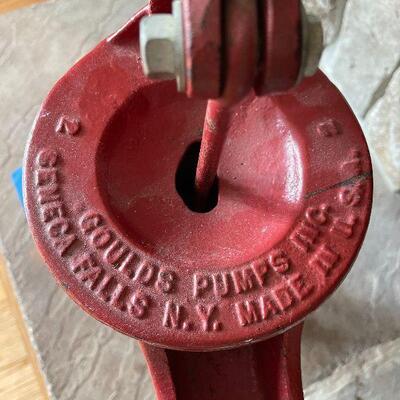 2
GOULDS PUMPS INC.
SENECA FALLS N.Y. MADE IN U.S.A.